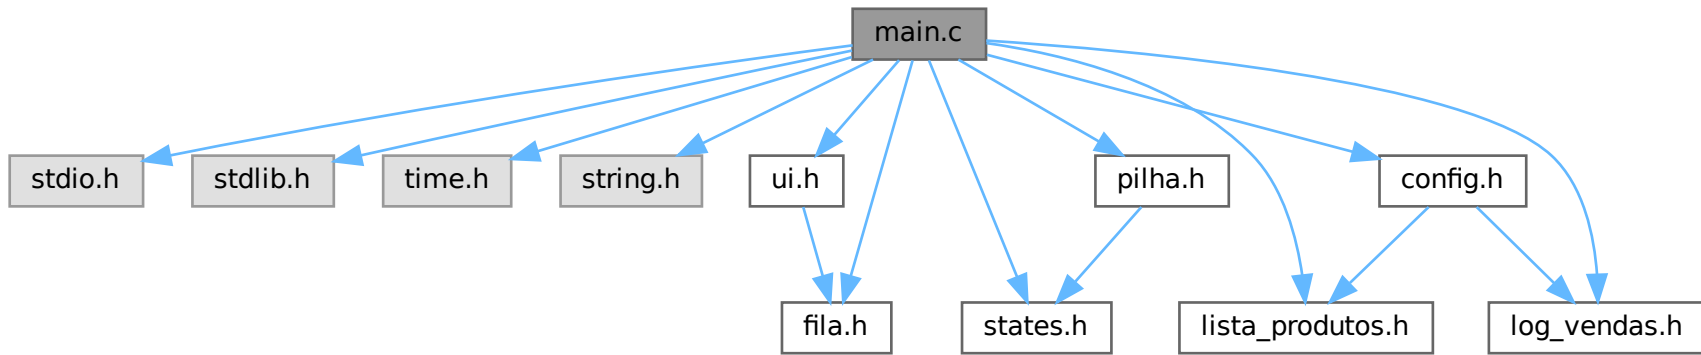 main.c
stdio.h
stdlib.h
time.h
string.h
ui.h
pilha.h
config.h
fila.h
states.h
lista_produtos.h
log_vendas.h